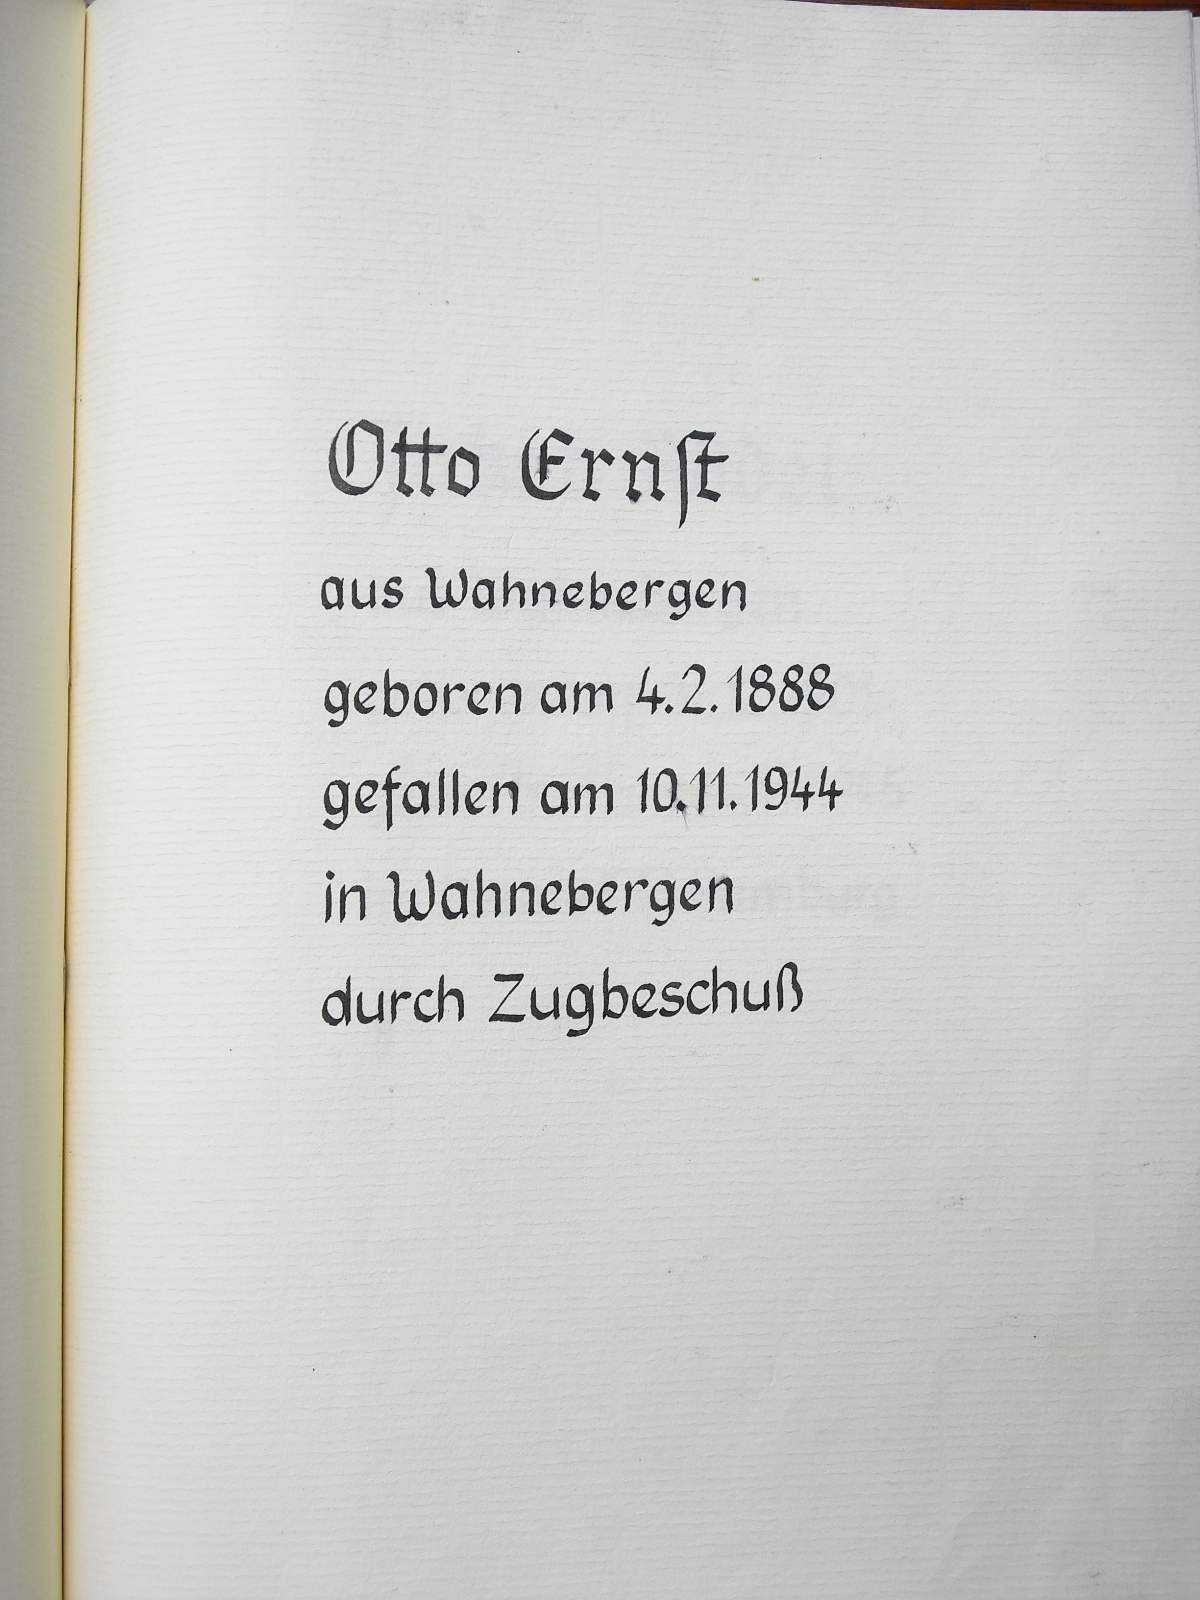 Otto Ernst
aus Wahnebergen
geboren am 4.2.1888
gefallen am 10.11.1944
in Wahnebergen
durch Zugbeschuß